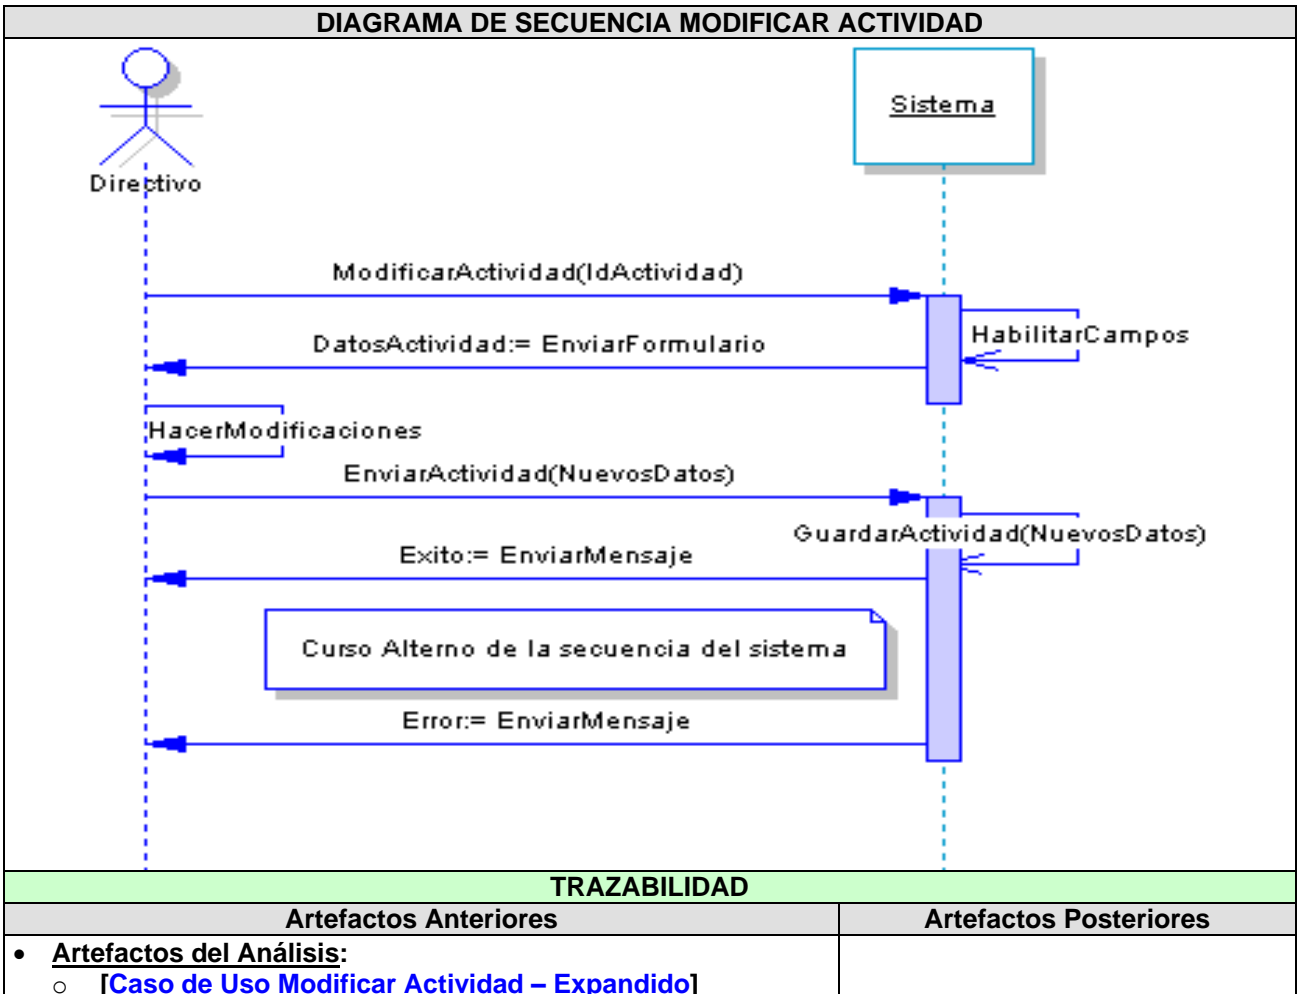 DIAGRAMA DE SECUENCIA MODIFICAR ACTIVIDAD
Sistema
Directivo
ModificarActividad(IdActividad)
HabilitarCampos
DatosActividad:= EnviarFormulario
HacerModificaciones
EnviarActividad(NuevosDatos)
GuardarActividad(NuevosDatos)
Exito:= EnviarMensaje
Curso Alterno de la secuencia del sistema
Error:= EnviarMensaje
TRAZABILIDAD
Artefactos Anteriores
Artefactos Posteriores
• Artefactos del Análisis:
o [Caso de Uso Modificar Actividad – Expandido]